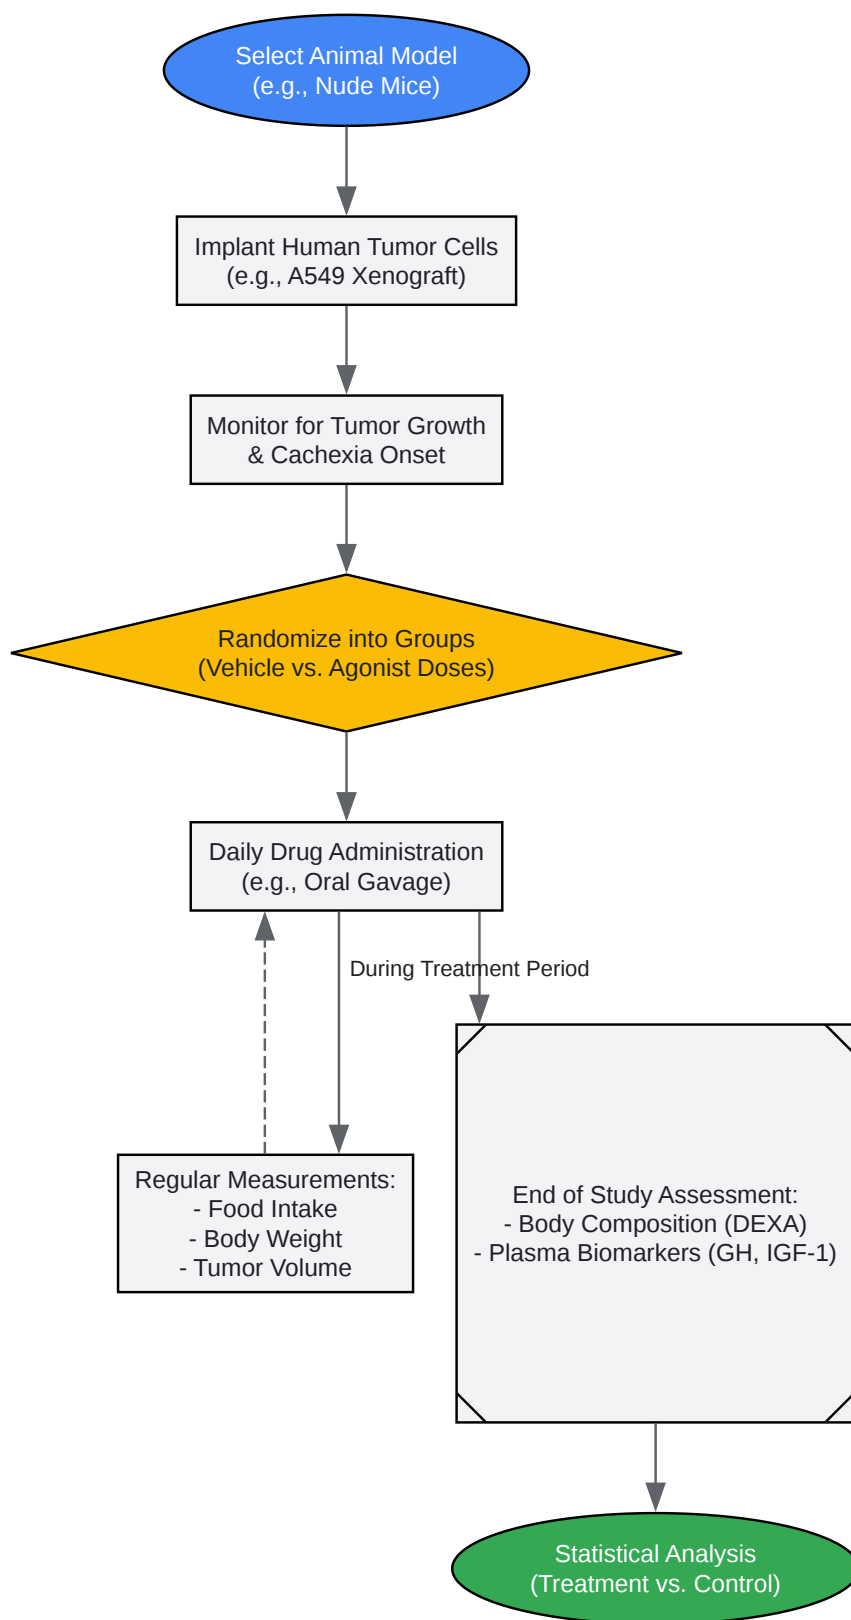 Select Animal Model
(e.g., Nude Mice)
Implant Human Tumor Cells
(e.g., A549 Xenograft)
Monitor for Tumor Growth
& Cachexia Onset
Randomize into Groups
(Vehicle vs. Agonist Doses)
Daily Drug Administration
(e.g., Oral Gavage)
During Treatment Period
Regular Measurements:
- Food Intake
- Body Weight
- Tumor Volume
End of Study Assessment:
- Body Composition (DEXA)
- Plasma Biomarkers (GH, IGF-1)
Statistical Analysis
(Treatment vs. Control)